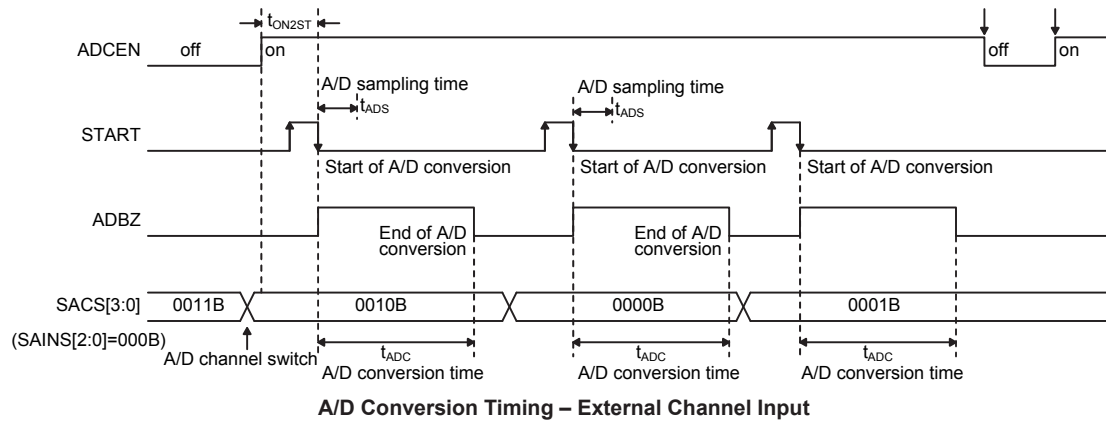 tON2ST
ADCEN off on off on
A/D sampling time A/D sampling time
tADS tADS
START
Start of A/D conversion Start of A/D conversion Start of A/D conversion
ADBZ
End of A/D conversion End of A/D conversion
SACS[3:0] 0011B 0010B 0000B 0001B
(SAINS[2:0]=000B)
A/D channel switch
tADC tADC tADC
A/D conversion time A/D conversion time A/D conversion time
A/D Conversion Timing – External Channel Input